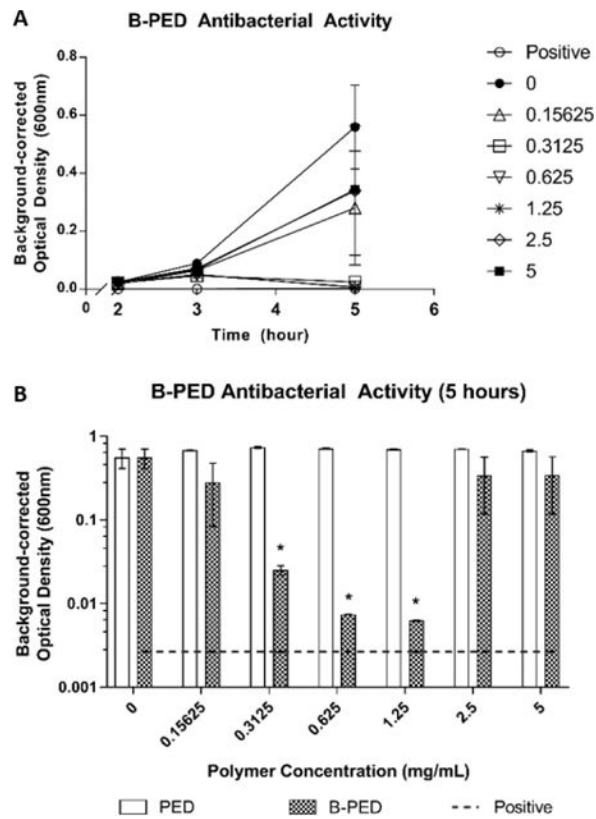 A
B-PED Antibacterial Activity
Background-corrected
Optical Density (600nm)
0.8
0.6
0.4
0.2
0.0
0
2
3
4
5
6
Time (hour)
Positive
0
0.15625
0.3125
0.625
1.25
2.5
5
B
B-PED Antibacterial Activity (5 hours)
Background-corrected
Optical Density (600nm)
1
0.1
0.01
0.001
*
*
*
0
0.15625
0.3125
0.625
1.25
2.5
5
Polymer Concentration (mg/mL)
PED
B-PED
Positive